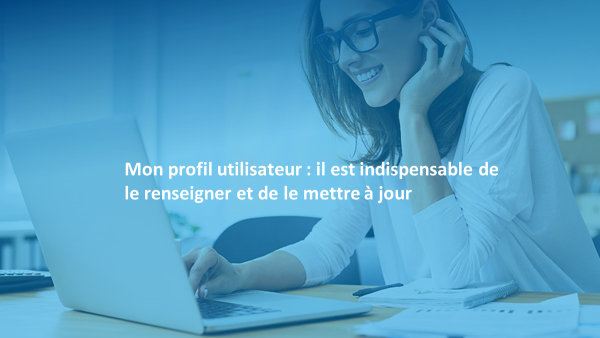 Mon profil utilisateur : il est indispensable de
le renseigner et de le mettre à jour